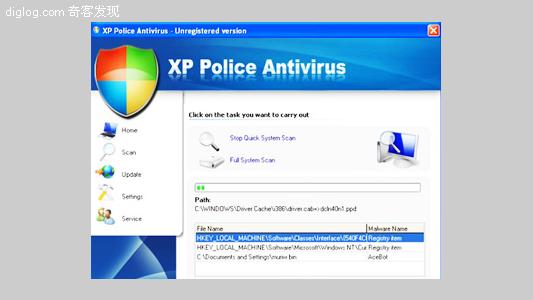 diglog.com 奇客发现
XP Police Antivirus - Unregistered version
XP Police Antivirus
Click on the task you want to carry out
Home
Stop Quick System Scan
Scan
Full System Scan
Update
Settings
Service
Path:
C:\WINDOWS\Driver Cache\i386\driver.cab=>dcln40n1.ppd
File Name Malware Name
HKEY_LOCAL_MACHINE\Software\Classes\Interface\{540F4C Registry item
HKEY_LOCAL_MACHINE\Software\Microsoft\Windows NT\Cur Registry item
C:\Documents and Settings\munw.bin AceBot